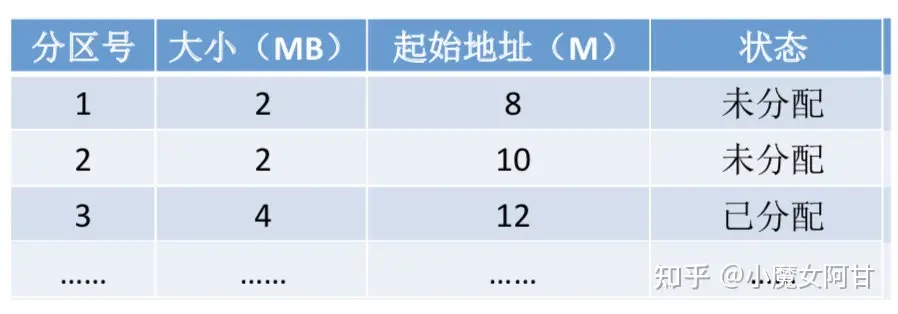 分区号 大小（MB） 起始地址（M） 状态
1 2 8 未分配
2 2 10 未分配
3 4 12 已分配
…… …… …… ……
知乎 @小魔女阿甘